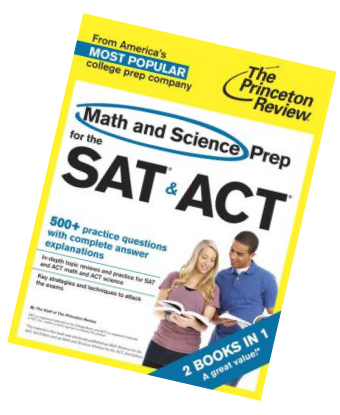 From America's
MOST POPULAR
college prep company
The
Princeton
Review
Math and Science Prep
for the
SAT® & ACT®
500+ practice questions
with complete answer
explanations
In-depth topic reviews and practice for SAT
and ACT math and ACT science
Key strategies and techniques to attack
the exams
By The Staff of The Princeton Review
2 BOOKS IN 1
A great value!*